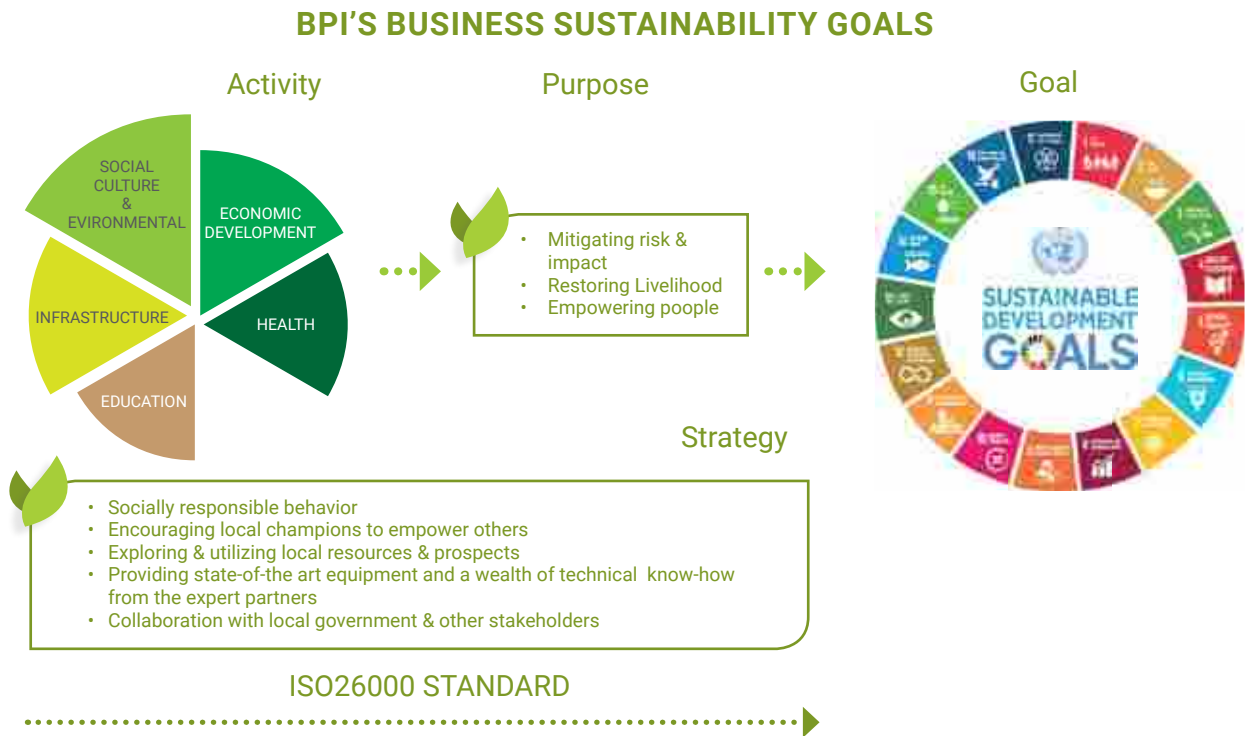 BPI’S BUSINESS SUSTAINABILITY GOALS
Activity
Purpose
Goal
SOCIAL
CULTURE
&
EVIRONMENTAL
ECONOMIC
DEVELOPMENT
INFRASTRUCTURE
HEALTH
EDUCATION
• Mitigating risk &
impact
• Restoring Livelihood
• Empowering poople
SUSTAINABLE
DEVELOPMENT
GOALS
Strategy
• Socially responsible behavior
• Encouraging local champions to empower others
• Exploring & utilizing local resources & prospects
• Providing state-of-the art equipment and a wealth of technical know-how
from the expert partners
• Collaboration with local government & other stakeholders
ISO26000 STANDARD